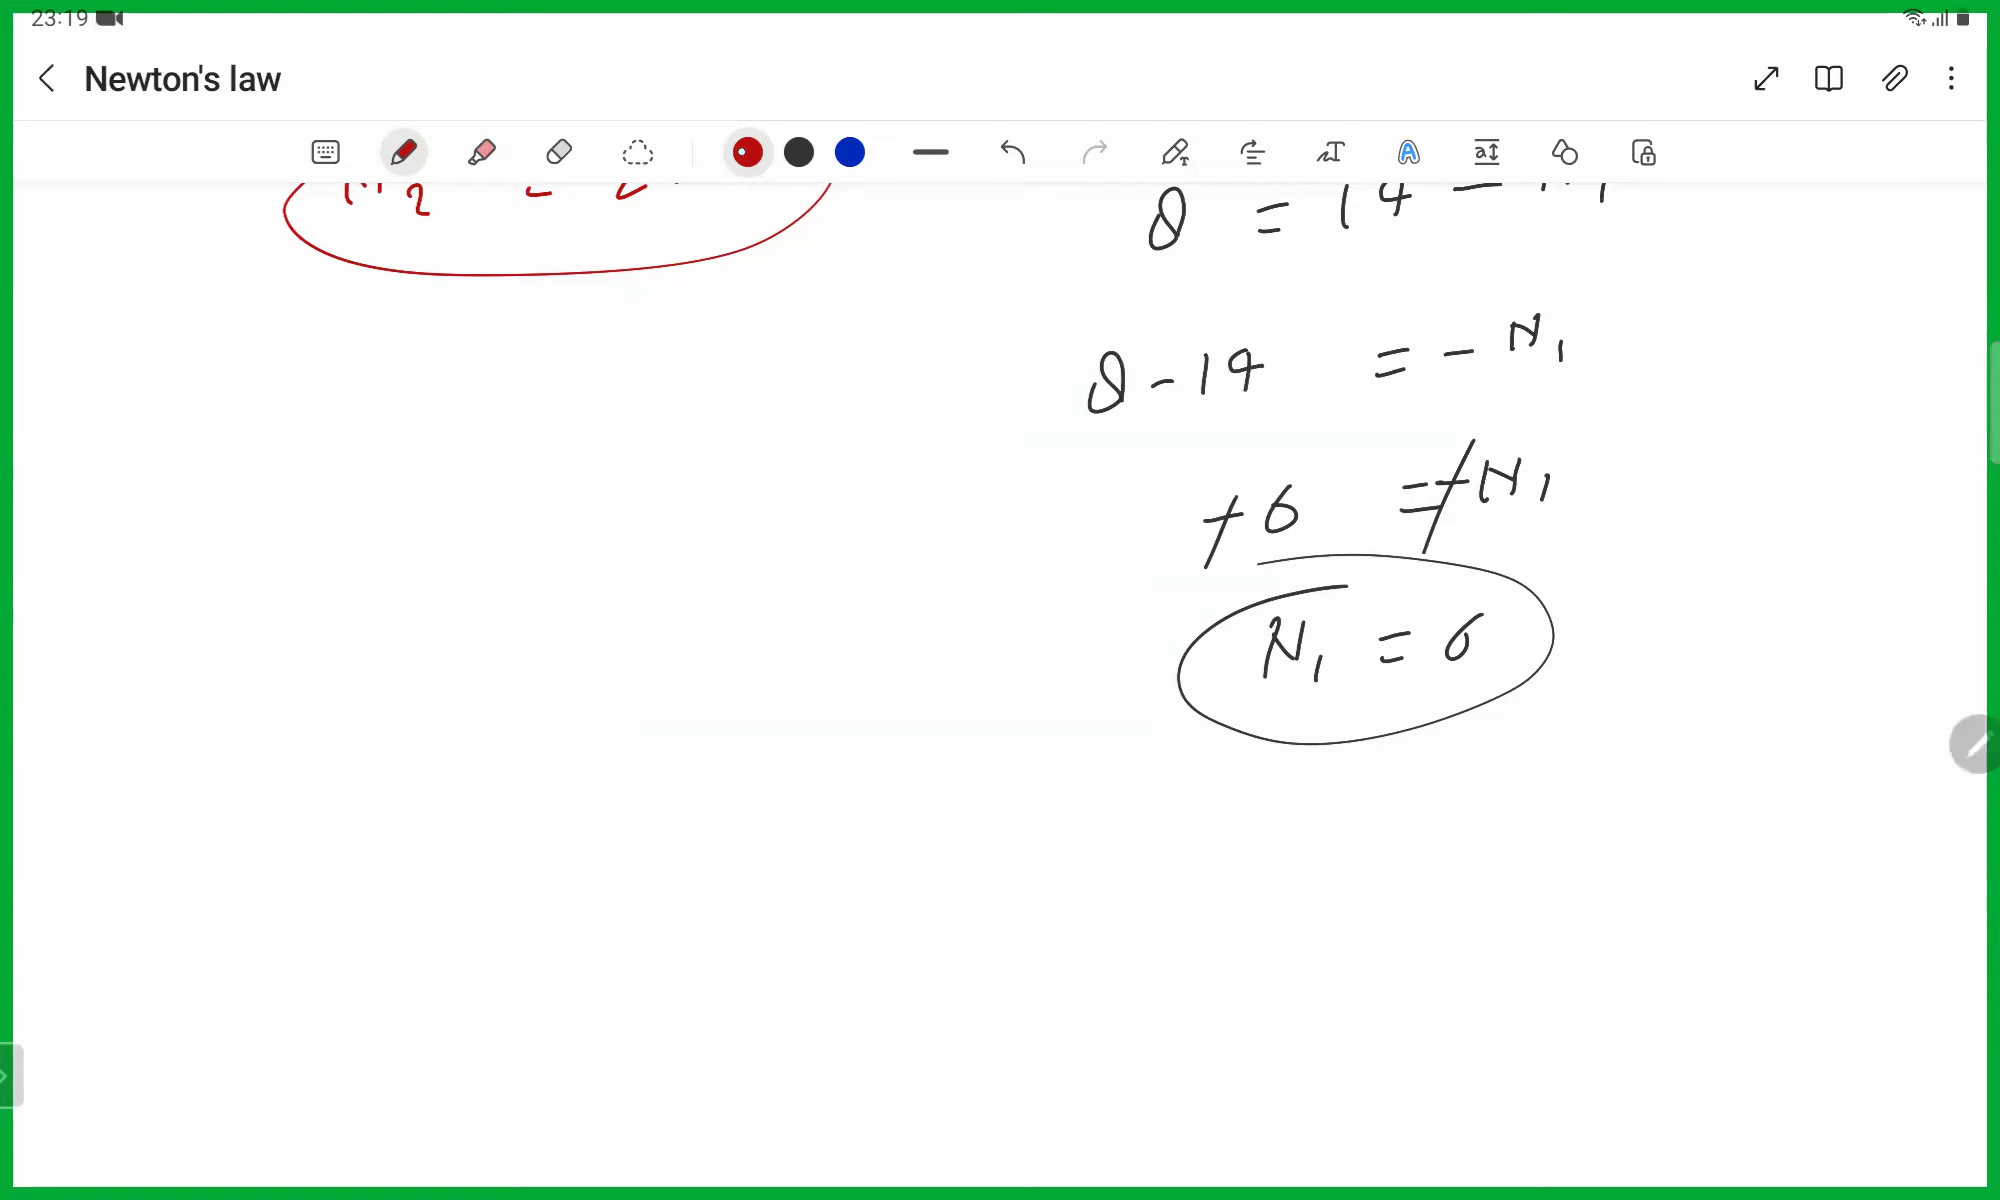 23:19
Newton's law
8 = 14 - N₁
8 - 14 = - N₁
-6 = -N₁
N₁ = 6